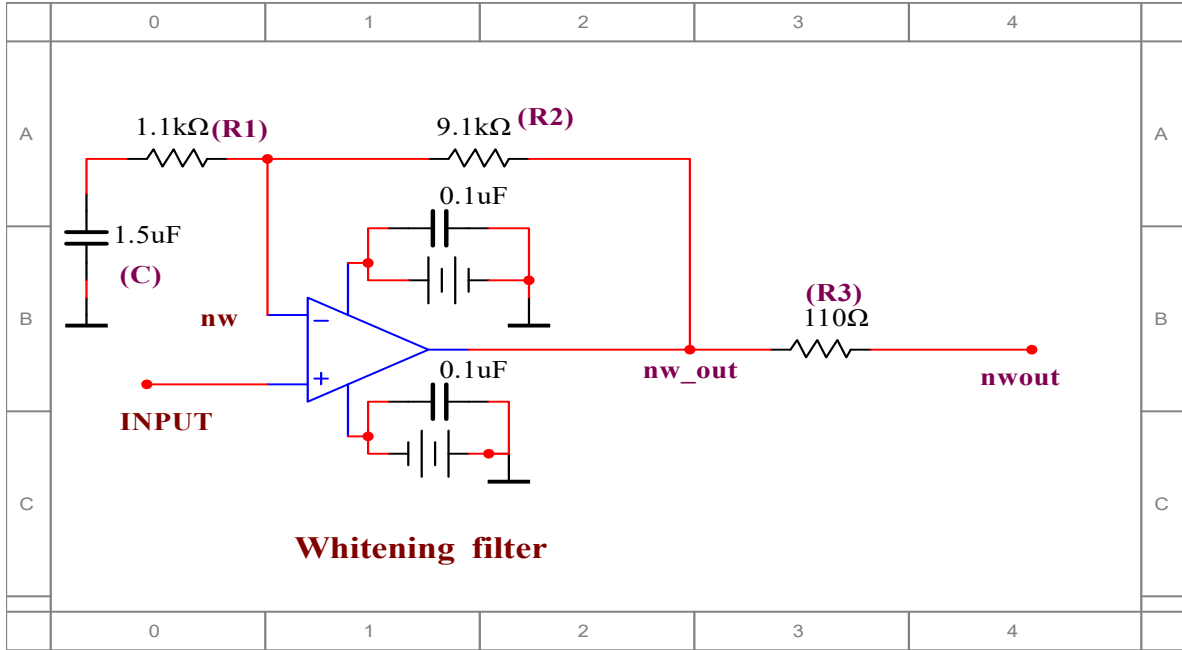 0 1 2 3 4
A A
1.1kΩ (R1) 9.1kΩ (R2)
0.1uF
1.5uF
(C)
B B
nw
−
(R3)
110Ω
+
nw_out
nwout
0.1uF
INPUT
C C
Whitening filter
0 1 2 3 4